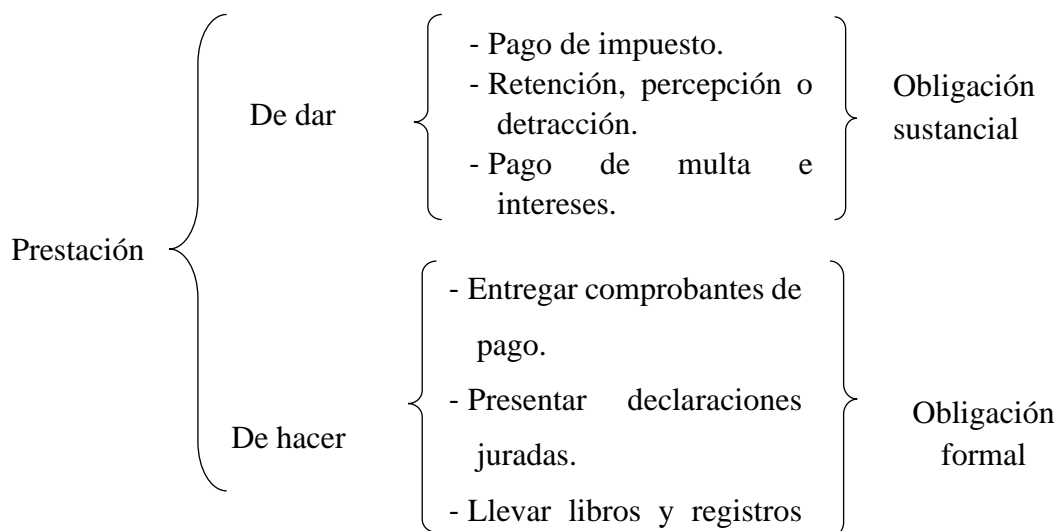 Prestación
De dar
- Pago de impuesto.
- Retención, percepción o
detracción.
- Pago de multa e
intereses.
Obligación
sustancial
De hacer
- Entregar comprobantes de
pago.
- Presentar declaraciones
juradas.
- Llevar libros y registros
Obligación
formal